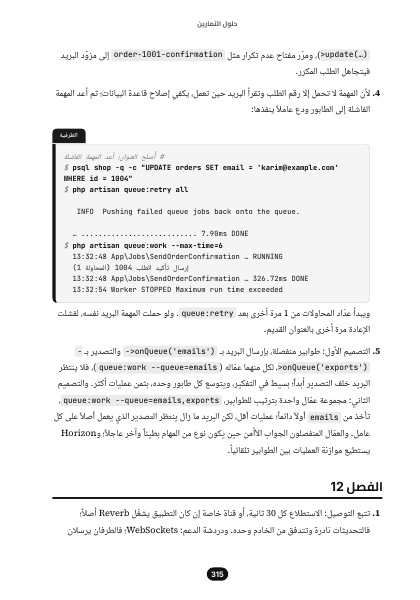 حلول التمارين
update(…)<)، ومرّر مفتاح عدم تكرار مثل order-1001-confirmation إلى مزوّد البريد
فيتجاهل الطلب المكرر.
4. لأن المهمة لا تحمل إلا رقم الطلب وتقرأ البريد حين تعمل، يكفي إصلاح قاعدة البيانات؛ ثم أعد المهمة
الفاشلة إلى الطابور ودع عاملاً ينفذها:
الطرفية
# أصلح العنوان؛ أعد المهمة الفاشلة
$ psql shop -q -c "UPDATE orders SET email = 'karim@example.com'
WHERE id = 1004"
$ php artisan queue:retry all
INFO Pushing failed queue jobs back onto the queue.
… ........................... 7.98ms DONE
$ php artisan queue:work --max-time=6
13:32:48 App\Jobs\SendOrderConfirmation … RUNNING
إرسال تأكيد الطلب 1004 (المحاولة 1)
13:32:48 App\Jobs\SendOrderConfirmation … 326.72ms DONE
13:32:54 Worker STOPPED Maximum run time exceeded
ويبدأ عدّاد المحاولات من 1 مرة أخرى بعد queue:retry. ولو حملت المهمة البريد نفسه، لفشلت
الإعادة مرة أخرى بالعنوان القديم.
5. التصميم الأول: طوابير منفصلة، بإرسال البريد بـ ->onQueue('emails') والتصدير بـ -
>onQueue('exports')، لكل منهما عمّاله (queue:work --queue=emails)، فلا ينتظر
البريد خلف التصدير أبداً؛ بسيط في التفكير، ويتوسع كل طابور وحده، بثمن عمليات أكثر. والتصميم
الثاني: مجموعة عمّال واحدة بترتيب للطوابير، queue:work --queue=emails,exports،
تأخذ من emails أولاً دائماً؛ عمليات أقل، لكن البريد ما زال ينتظر التصدير الذي يعمل أصلاً على كل
عامل. والعمّال المنفصلون الجواب الآمن حين يكون نوع من المهام بطيئاً وآخر عاجلاً؛ وHorizon
يستطيع موازنة العمليات بين الطوابير تلقائياً.
الفصل 12
1. تتبع التوصيل: الاستطلاع كل 30 ثانية، أو قناة خاصة إن كان التطبيق يشغّل Reverb أصلاً؛
فالتحديثات نادرة وتتدفق من الخادم وحده. ودردشة الدعم: WebSockets؛ فالطرفان يرسلان
315